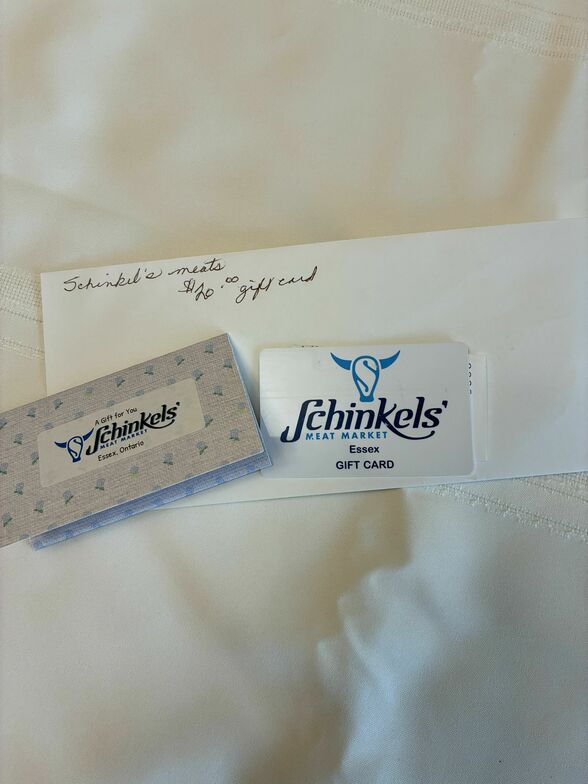 Schinkel's meats
$20.00 gift card
A Gift for You
Schinkels'
MEAT MARKET
Essex, Ontario
Schinkels'
MEAT MARKET
Essex
GIFT CARD